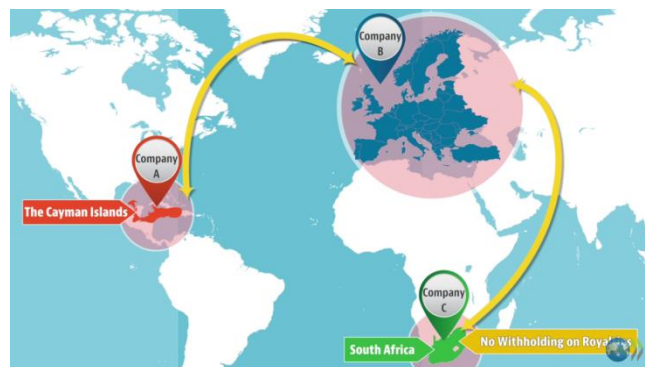 Company
B
Company
A
The Cayman Islands
Company
C
South Africa
No Withholding on Royalties